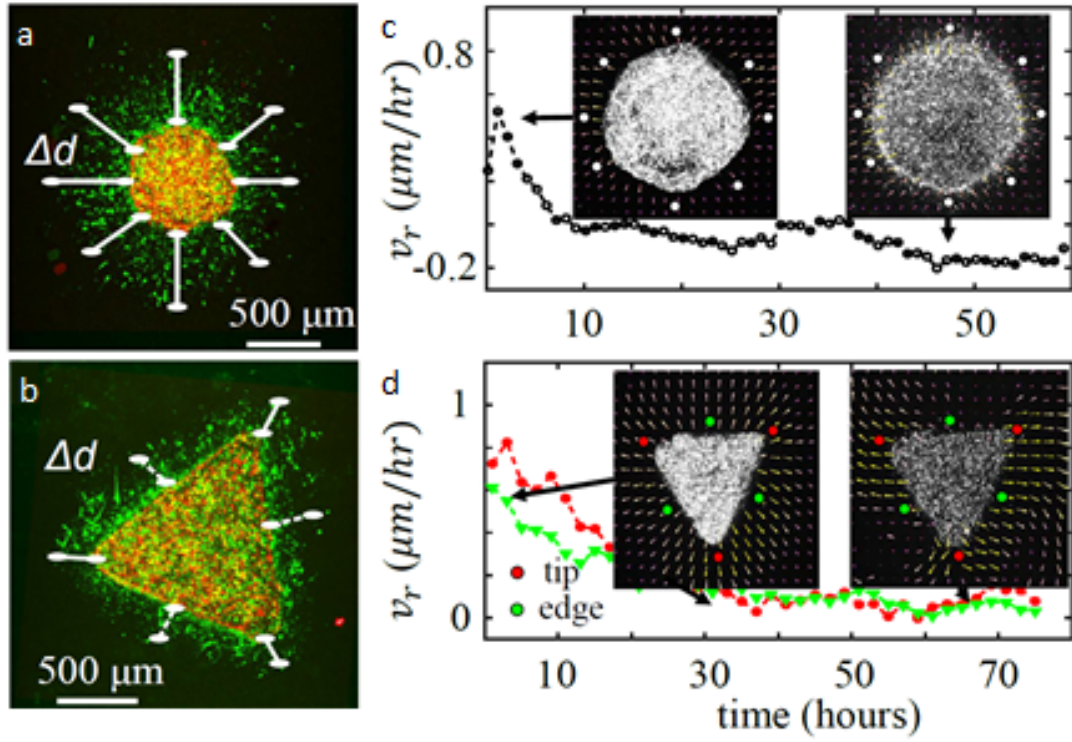 a
Δd
500 μm
b
Δd
500 μm
c
0.8
-0.2
v_r (μm/hr)
10 30 50
d
1
0
v_r (μm/hr)
tip
edge
10 30 50 70
time (hours)